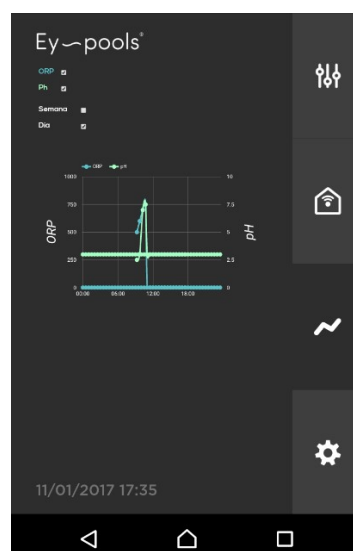 Ey~pools®
ORP
Ph
Semana
Dia
ORP pH
1000 10
750 7.5
500 5
250 2.5
0 0
ORP
pH
00:00 06:00 12:00 18:00
11/01/2017 17:35